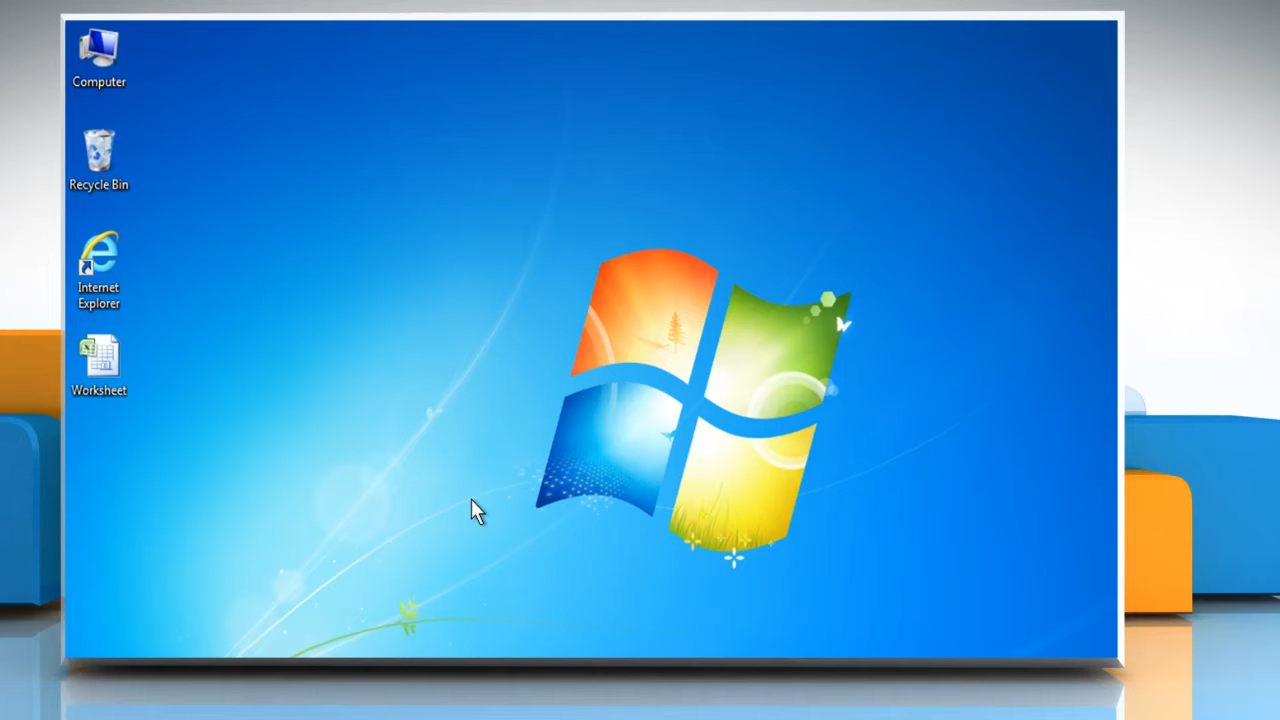 Computer
Recycle Bin
Internet
Explorer
Worksheet